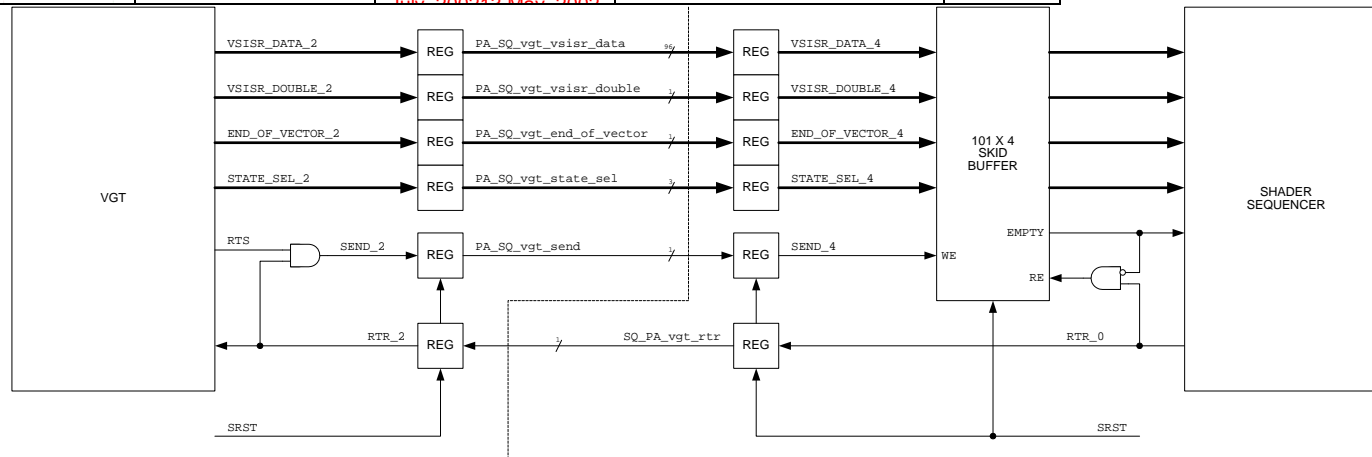 VSISR_DATA_2 REG PA_SQ_vgt_vsisr_data 96 REG VSISR_DATA_4
VSISR_DOUBLE_2 REG PA_SQ_vgt_vsisr_double 1 REG VSISR_DOUBLE_4
END_OF_VECTOR_2 REG PA_SQ_vgt_end_of_vector 1 REG END_OF_VECTOR_4
101 X 4
SKID
BUFFER
STATE_SEL_2 REG PA_SQ_vgt_state_sel 3 REG STATE_SEL_4
VGT
SHADER
SEQUENCER
RTS SEND_2 REG PA_SQ_vgt_send 1 REG SEND_4 WE
EMPTY
RE
RTR_2 REG 1 SQ_PA_vgt_rtr REG RTR_0
SRST SRST